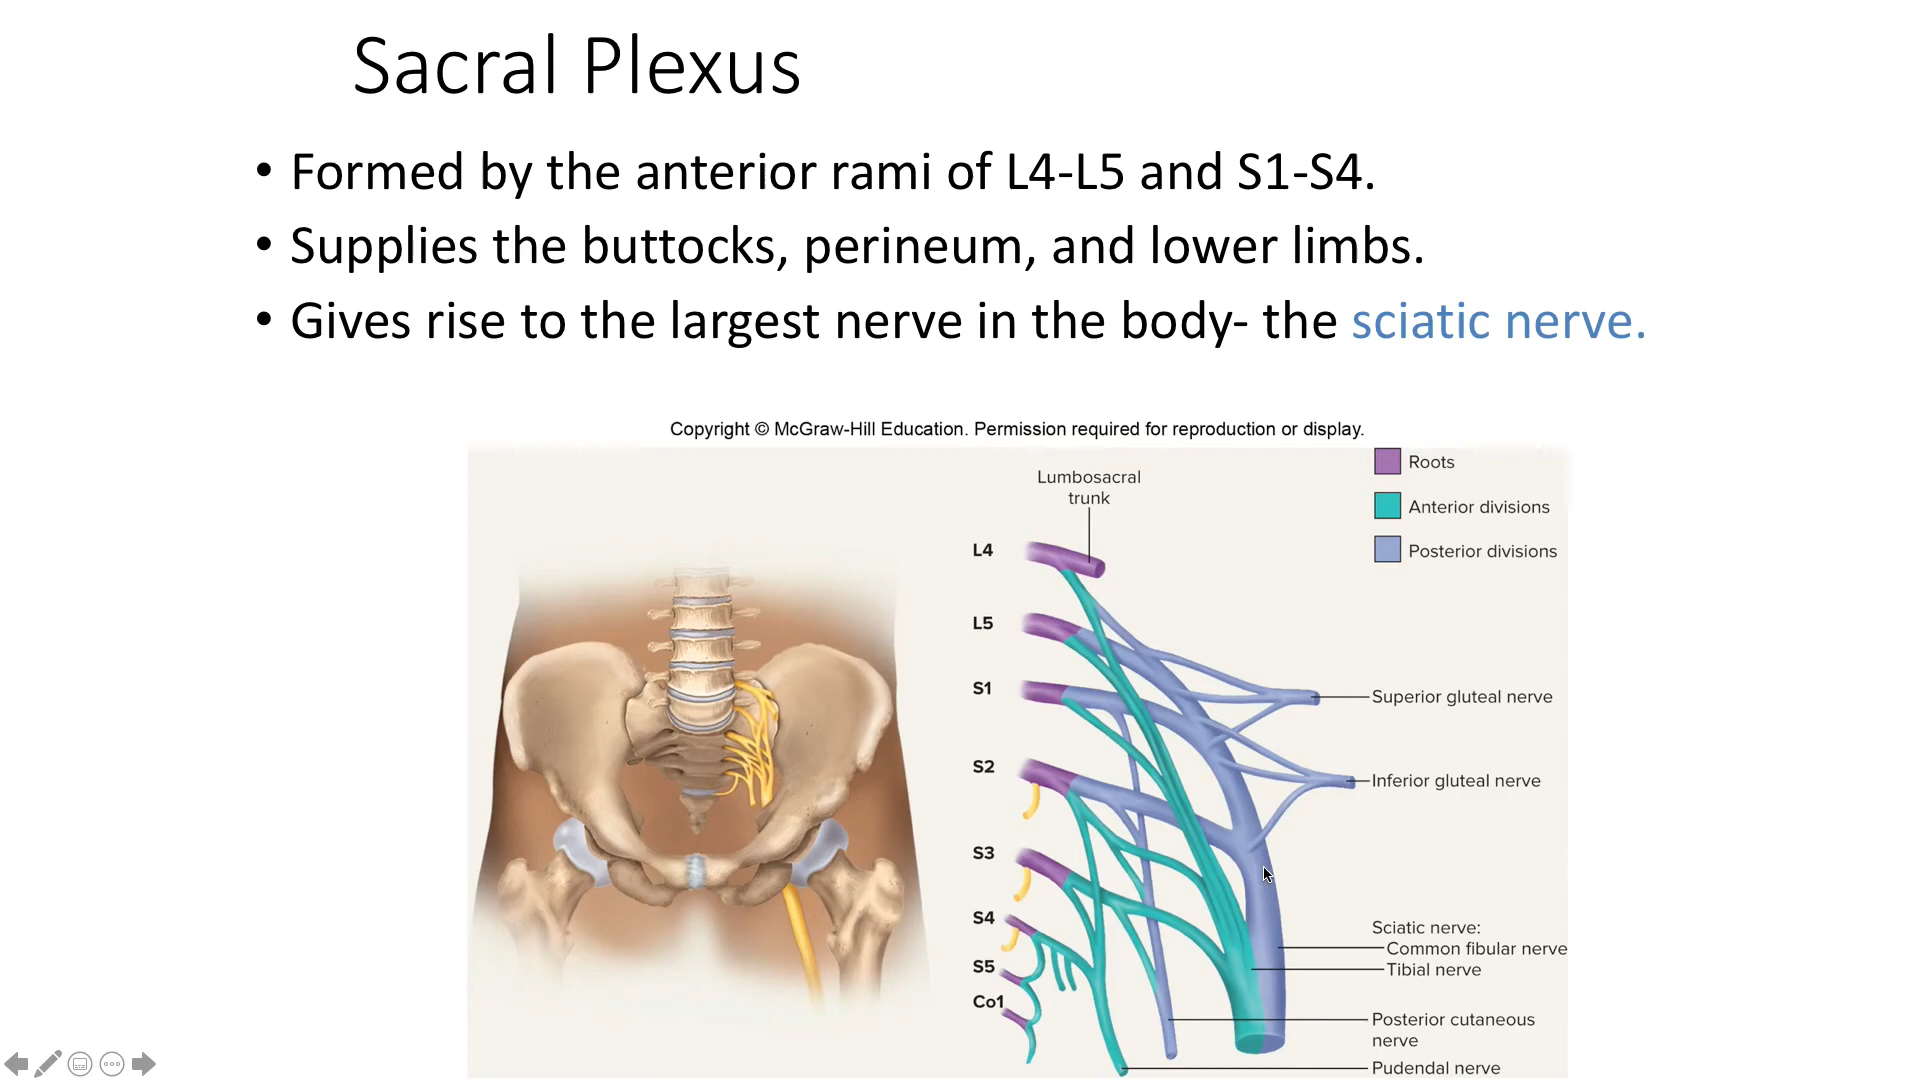 Sacral Plexus
• Formed by the anterior rami of L4-L5 and S1-S4.
• Supplies the buttocks, perineum, and lower limbs.
• Gives rise to the largest nerve in the body- the sciatic nerve.
Copyright © McGraw-Hill Education. Permission required for reproduction or display.
Roots
Anterior divisions
Posterior divisions
Lumbosacral
trunk
L4
L5
S1
S2
S3
S4
S5
Co1
Superior gluteal nerve
Inferior gluteal nerve
Sciatic nerve:
Common fibular nerve
Tibial nerve
Posterior cutaneous
nerve
Pudendal nerve